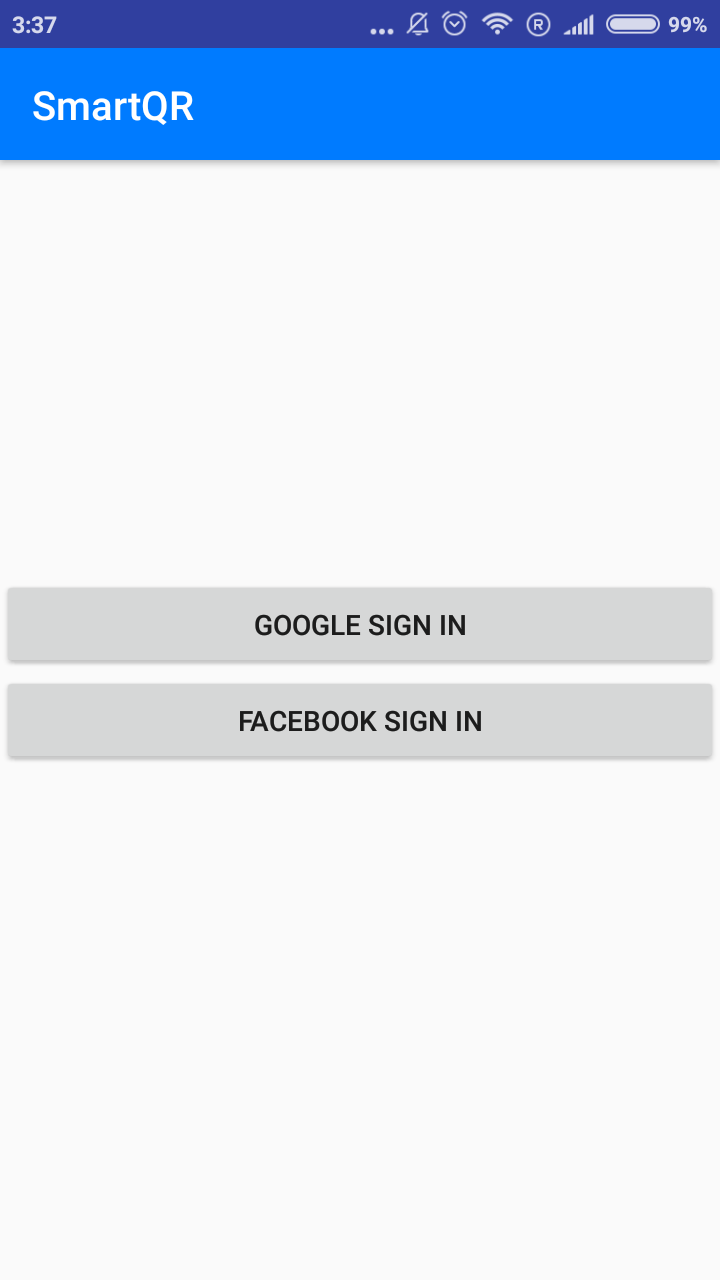 3:37 ... R 99%
SmartQR
GOOGLE SIGN IN
FACEBOOK SIGN IN